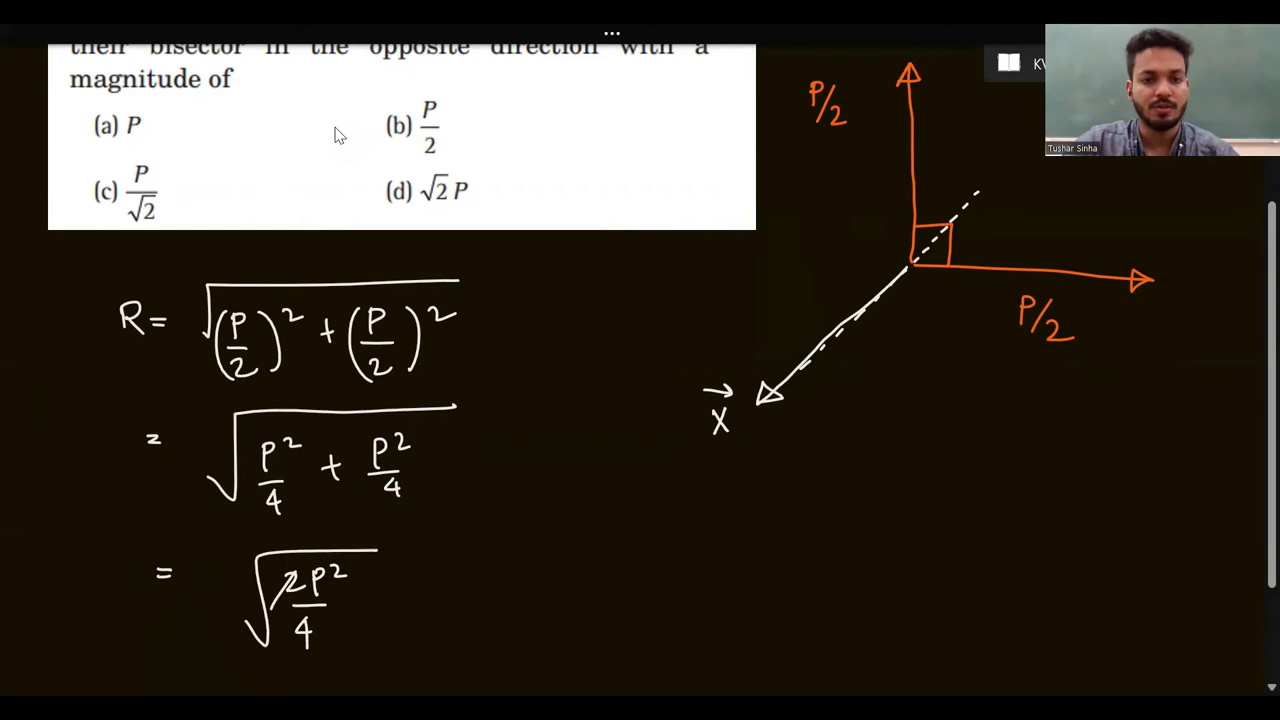 their bisector in the opposite direction with a
magnitude of
(a) P (b) P/2
(c) P/√2 (d) √2 P
P/2
P/2
X⃗
R = √((P/2)² + (P/2)²)
= √(P²/4 + P²/4)
= √(2P²/4)
KV
Tushar Sinha